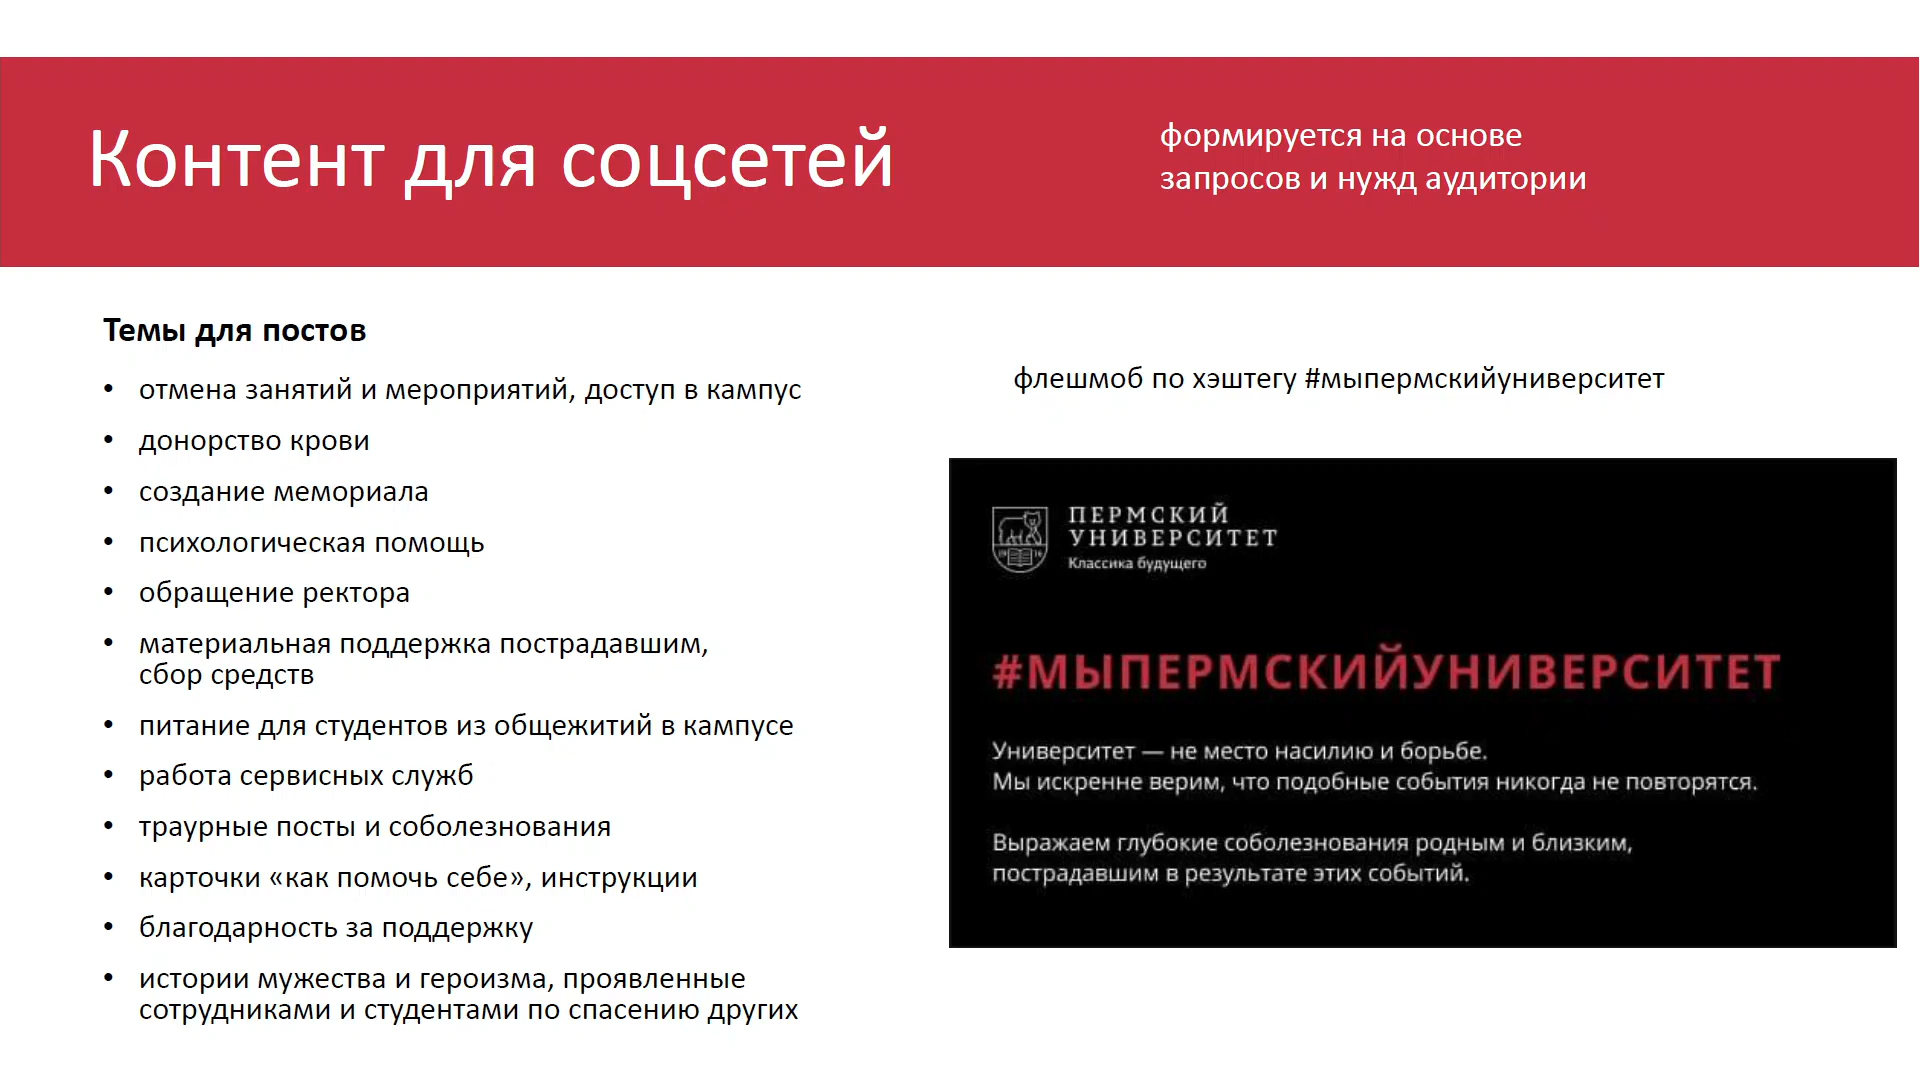 Контент для соцсетей
формируется на основе
запросов и нужд аудитории
Темы для постов
• отмена занятий и мероприятий, доступ в кампус
• донорство крови
• создание мемориала
• психологическая помощь
• обращение ректора
• материальная поддержка пострадавшим,
сбор средств
• питание для студентов из общежитий в кампусе
• работа сервисных служб
• траурные посты и соболезнования
• карточки «как помочь себе», инструкции
• благодарность за поддержку
• истории мужества и героизма, проявленные
сотрудниками и студентами по спасению других
флешмоб по хэштегу #мыпермскийуниверситет
ПЕРМСКИЙ
УНИВЕРСИТЕТ
Классика будущего
19 16
#МЫПЕРМСКИЙУНИВЕРСИТЕТ
Университет — не место насилию и борьбе.
Мы искренне верим, что подобные события никогда не повторятся.
Выражаем глубокие соболезнования родным и близким,
пострадавшим в результате этих событий.